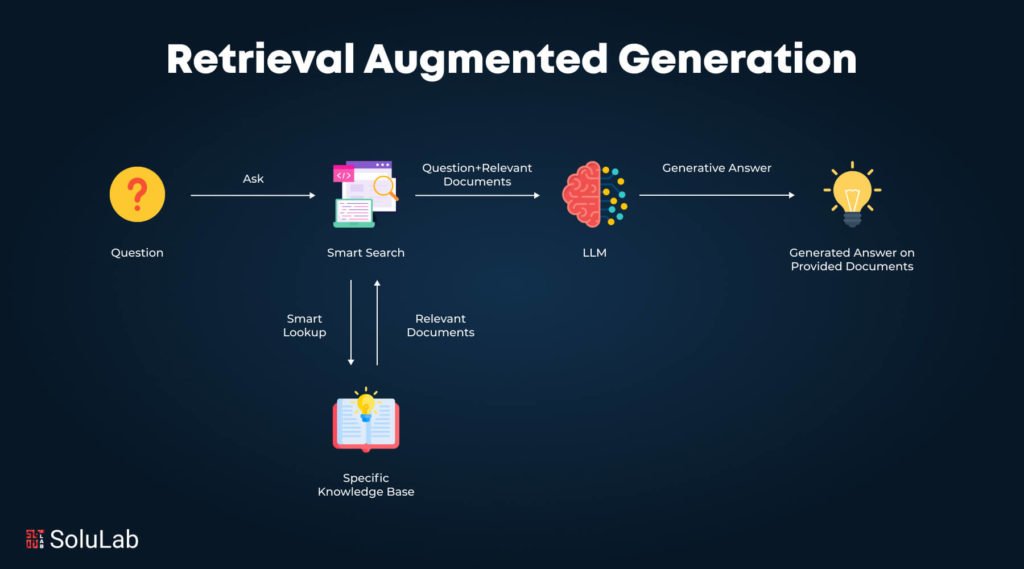 Retrieval Augmented Generation
Ask
Question+Relevant
Documents
Generative Answer
</>
Question
Smart Search
LLM
Generated Answer on
Provided Documents
Smart
Lookup
Relevant
Documents
Specific
Knowledge Base
SoluLab